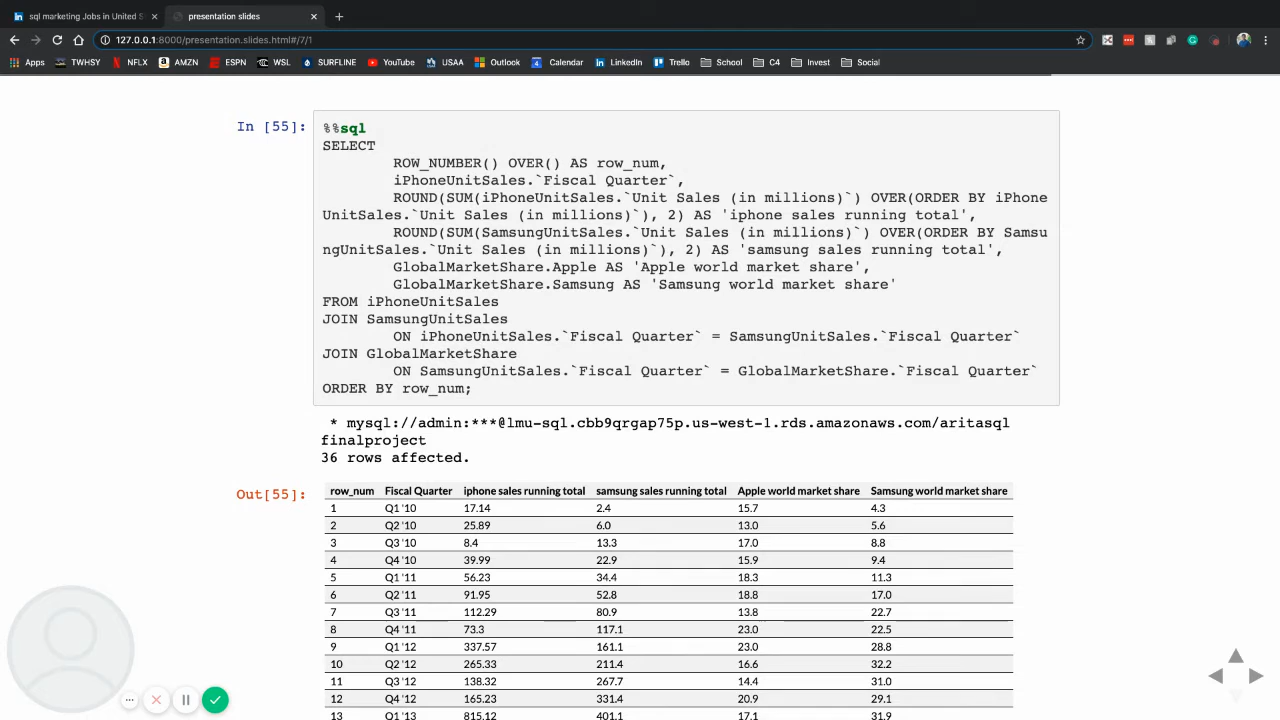 sql marketing Jobs in United S
presentation slides
127.0.0.1:8000/presentation.slides.html#/7/1
Apps TWHSY NFLX AMZN ESPN WSL SURFLINE YouTube USAA Outlook Calendar LinkedIn Trello School C4 Invest Social
In [55]:
%%sql
SELECT
ROW_NUMBER() OVER() AS row_num,
iPhoneUnitSales.`Fiscal Quarter`,
ROUND(SUM(iPhoneUnitSales.`Unit Sales (in millions)`) OVER(ORDER BY iPhone
UnitSales.`Unit Sales (in millions)`), 2) AS 'iphone sales running total',
ROUND(SUM(SamsungUnitSales.`Unit Sales (in millions)`) OVER(ORDER BY Samsu
ngUnitSales.`Unit Sales (in millions)`), 2) AS 'samsung sales running total',
GlobalMarketShare.Apple AS 'Apple world market share',
GlobalMarketShare.Samsung AS 'Samsung world market share'
FROM iPhoneUnitSales
JOIN SamsungUnitSales
ON iPhoneUnitSales.`Fiscal Quarter` = SamsungUnitSales.`Fiscal Quarter`
JOIN GlobalMarketShare
ON SamsungUnitSales.`Fiscal Quarter` = GlobalMarketShare.`Fiscal Quarter`
ORDER BY row_num;
* mysql://admin:***@lmu-sql.cbb9qrgap75p.us-west-1.rds.amazonaws.com/aritasql
finalproject
36 rows affected.
Out[55]:
row_num Fiscal Quarter iphone sales running total samsung sales running total Apple world market share Samsung world market share
1 Q1 '10 17.14 2.4 15.7 4.3
2 Q2 '10 25.89 6.0 13.0 5.6
3 Q3 '10 8.4 13.3 17.0 8.8
4 Q4 '10 39.99 22.9 15.9 9.4
5 Q1 '11 56.23 34.4 18.3 11.3
6 Q2 '11 91.95 52.8 18.8 17.0
7 Q3 '11 112.29 80.9 13.8 22.7
8 Q4 '11 73.3 117.1 23.0 22.5
9 Q1 '12 337.57 161.1 23.0 28.8
10 Q2 '12 265.33 211.4 16.6 32.2
11 Q3 '12 138.32 267.7 14.4 31.0
12 Q4 '12 165.23 331.4 20.9 29.1
13 Q1 '13 815.12 401.1 17.1 31.9